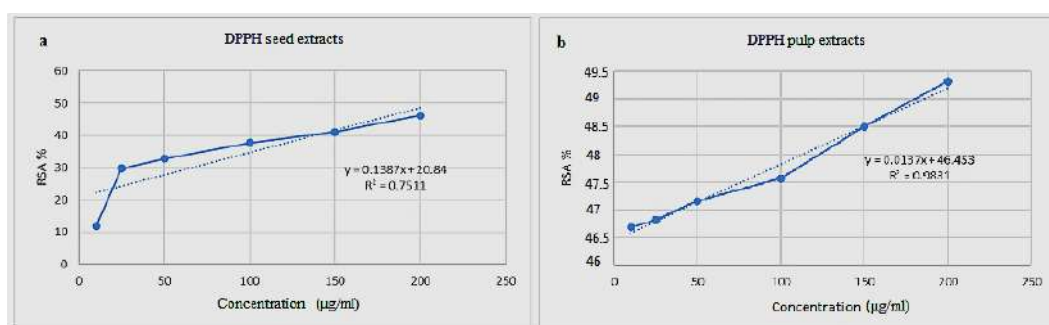 a
DPPH seed extracts
60
50
40
30
20
10
0
RSA %
y = 0.1387x + 20.84
R² = 0.7511
0
50
100
150
200
250
Concentration (µg/ml)
b
DPPH pulp extracts
49.5
49
48.5
48
47.5
47
46.5
46
RSA %
y = 0.0137x + 46.453
R² = 0.9831
0
50
100
150
200
250
Concentration (µg/ml)